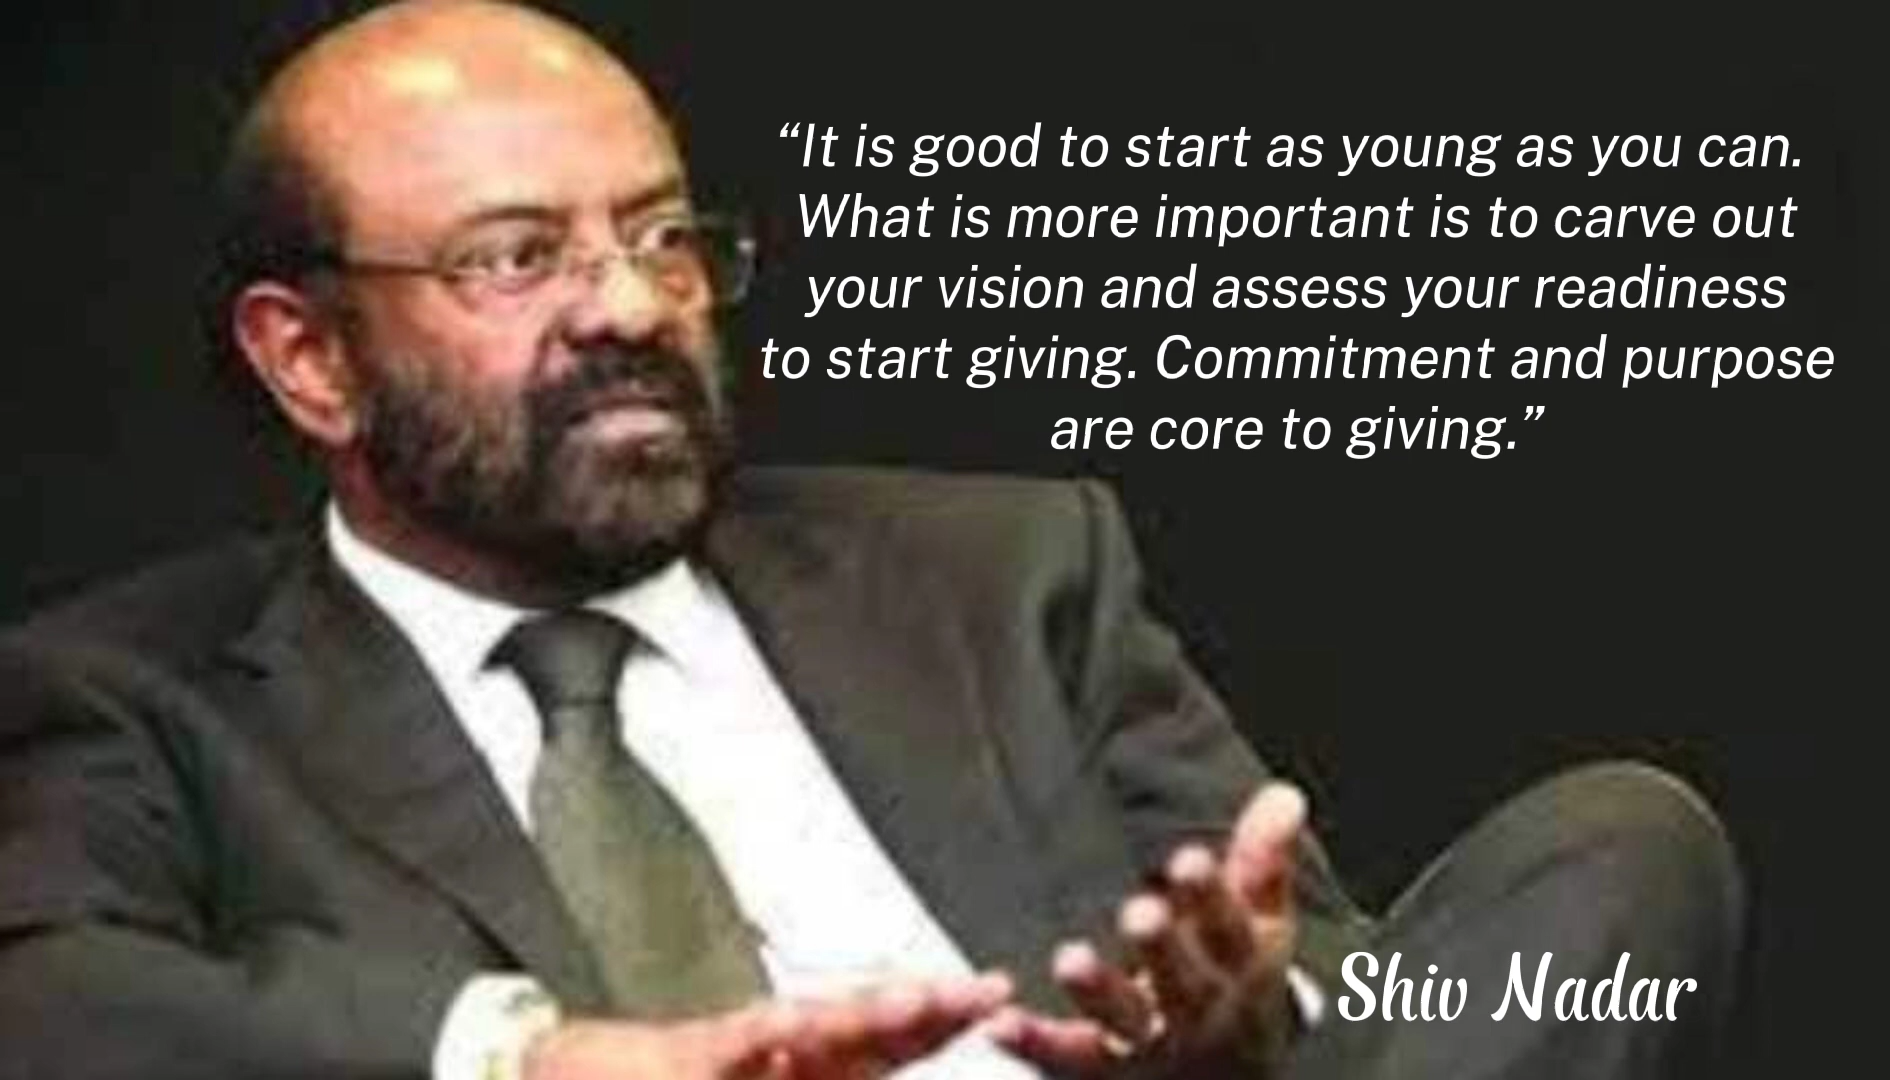 “It is good to start as young as you can.
What is more important is to carve out
your vision and assess your readiness
to start giving. Commitment and purpose
are core to giving.”
Shiv Nadar